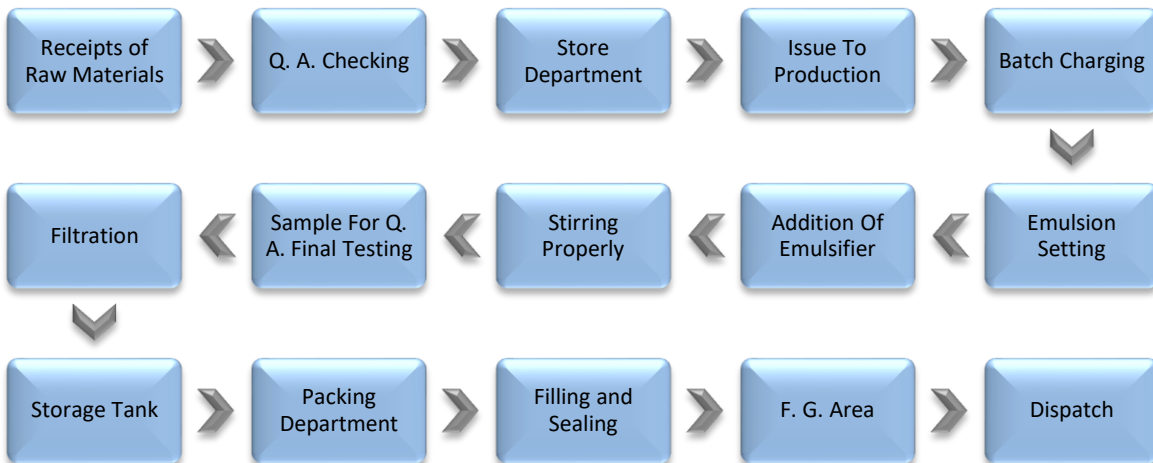 Receipts of
Raw Materials
Q. A. Checking
Store
Department
Issue To
Production
Batch Charging
Emulsion
Setting
Addition Of
Emulsifier
Stirring
Properly
Sample For Q.
A. Final Testing
Filtration
Storage Tank
Packing
Department
Filling and
Sealing
F. G. Area
Dispatch